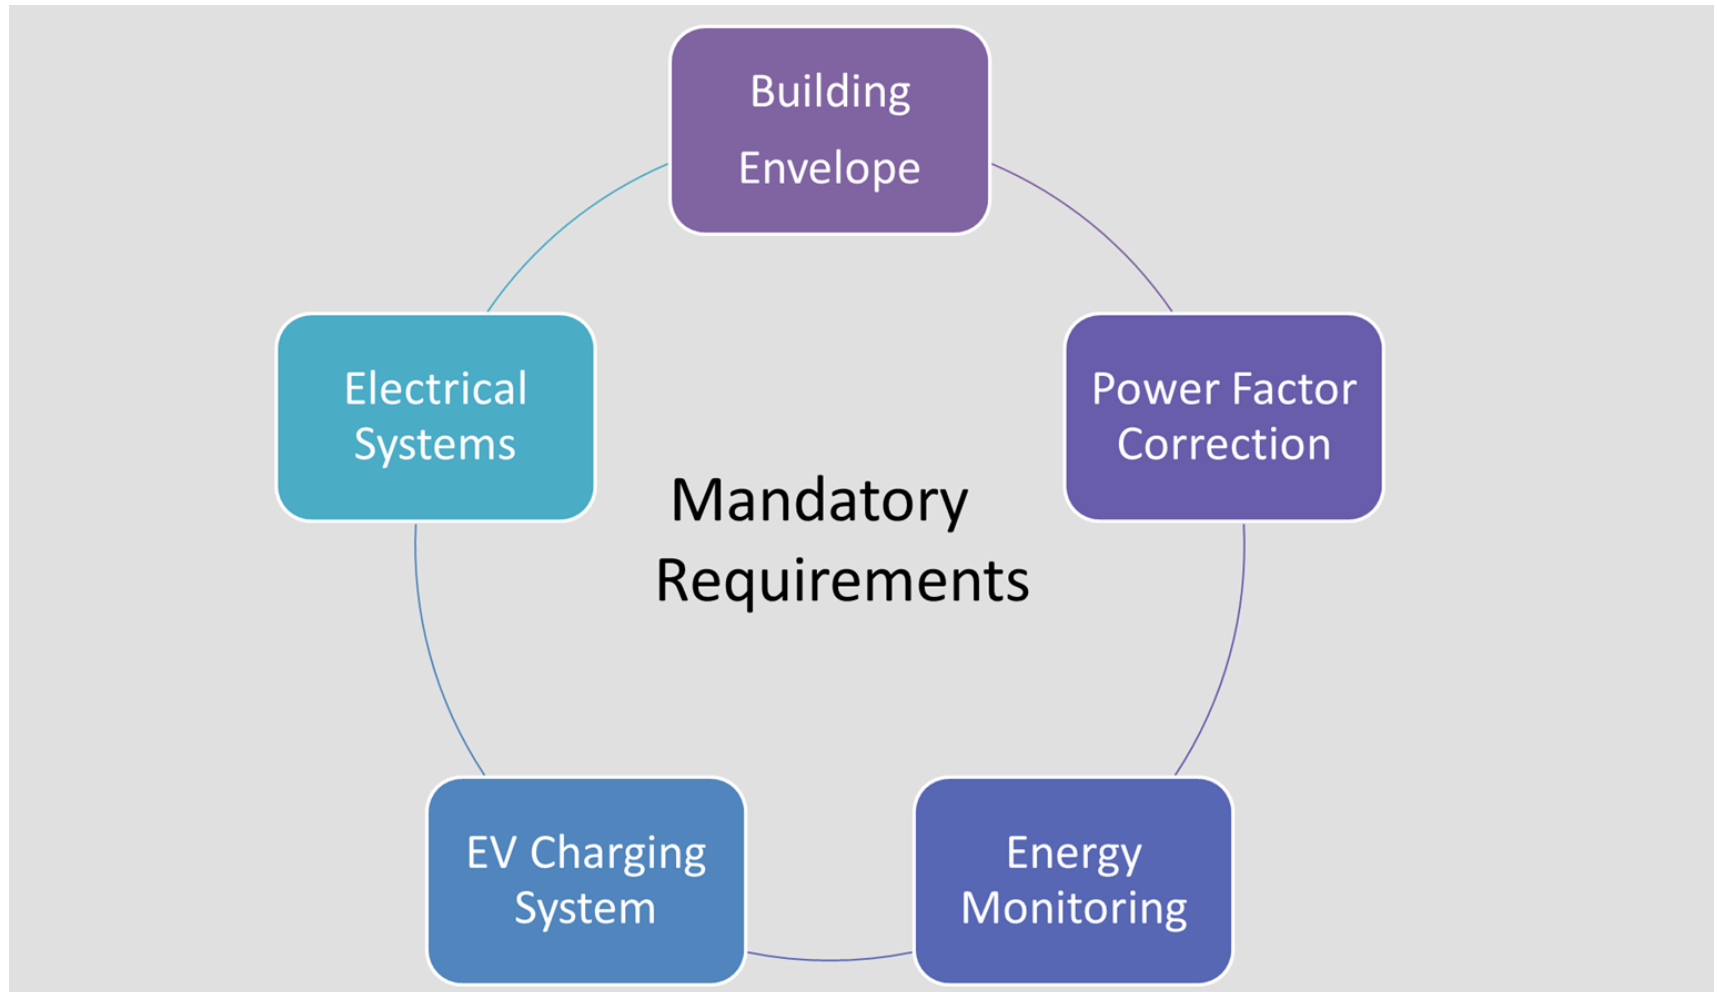 Building
Envelope
Electrical
Systems
Power Factor
Correction
Mandatory
Requirements
EV Charging
System
Energy
Monitoring